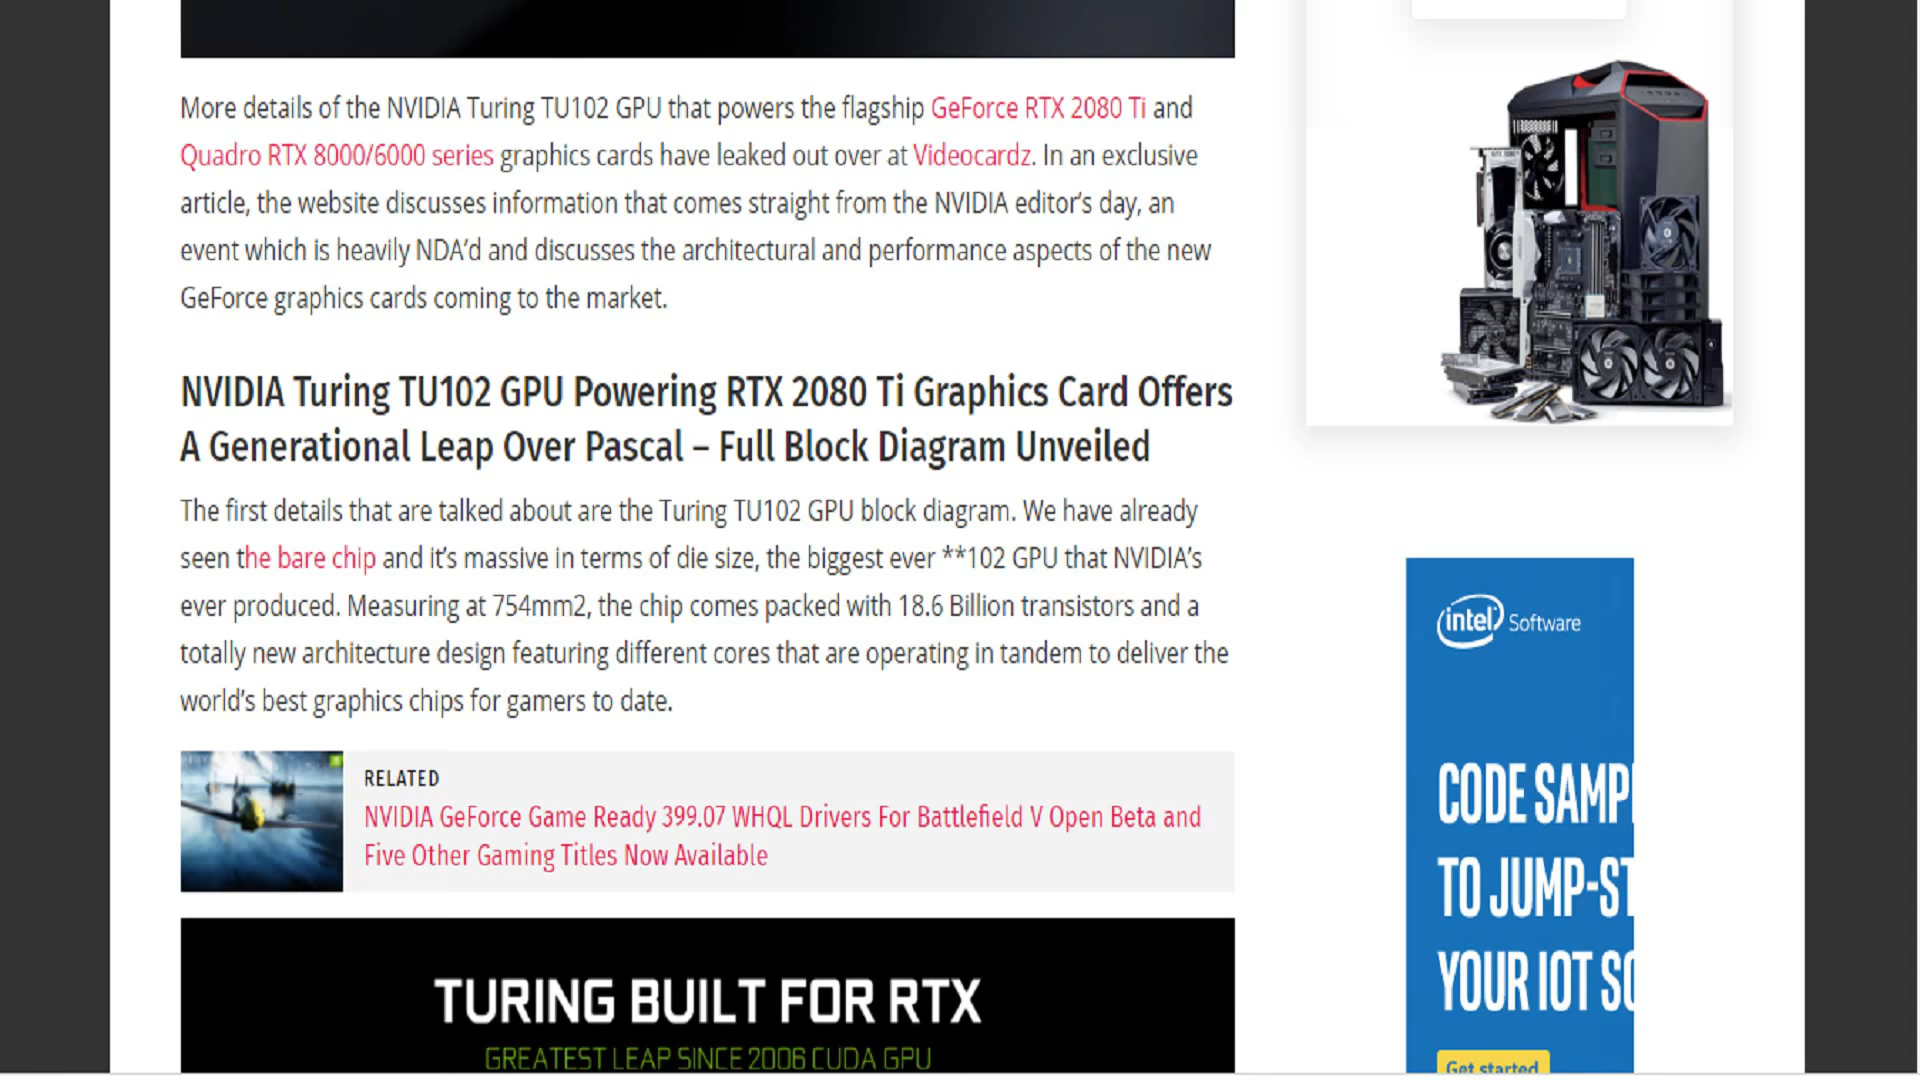 More details of the NVIDIA Turing TU102 GPU that powers the flagship GeForce RTX 2080 Ti and
Quadro RTX 8000/6000 series graphics cards have leaked out over at Videocardz. In an exclusive
article, the website discusses information that comes straight from the NVIDIA editor’s day, an
event which is heavily NDA’d and discusses the architectural and performance aspects of the new
GeForce graphics cards coming to the market.
NVIDIA Turing TU102 GPU Powering RTX 2080 Ti Graphics Card Offers
A Generational Leap Over Pascal – Full Block Diagram Unveiled
The first details that are talked about are the Turing TU102 GPU block diagram. We have already
seen the bare chip and it’s massive in terms of die size, the biggest ever **102 GPU that NVIDIA’s
ever produced. Measuring at 754mm2, the chip comes packed with 18.6 Billion transistors and a
totally new architecture design featuring different cores that are operating in tandem to deliver the
world’s best graphics chips for gamers to date.
RELATED
NVIDIA GeForce Game Ready 399.07 WHQL Drivers For Battlefield V Open Beta and
Five Other Gaming Titles Now Available
TURING BUILT FOR RTX
GREATEST LEAP SINCE 2006 CUDA GPU
intel Software
CODE SAMP
TO JUMP-ST
YOUR IOT SO
Get started